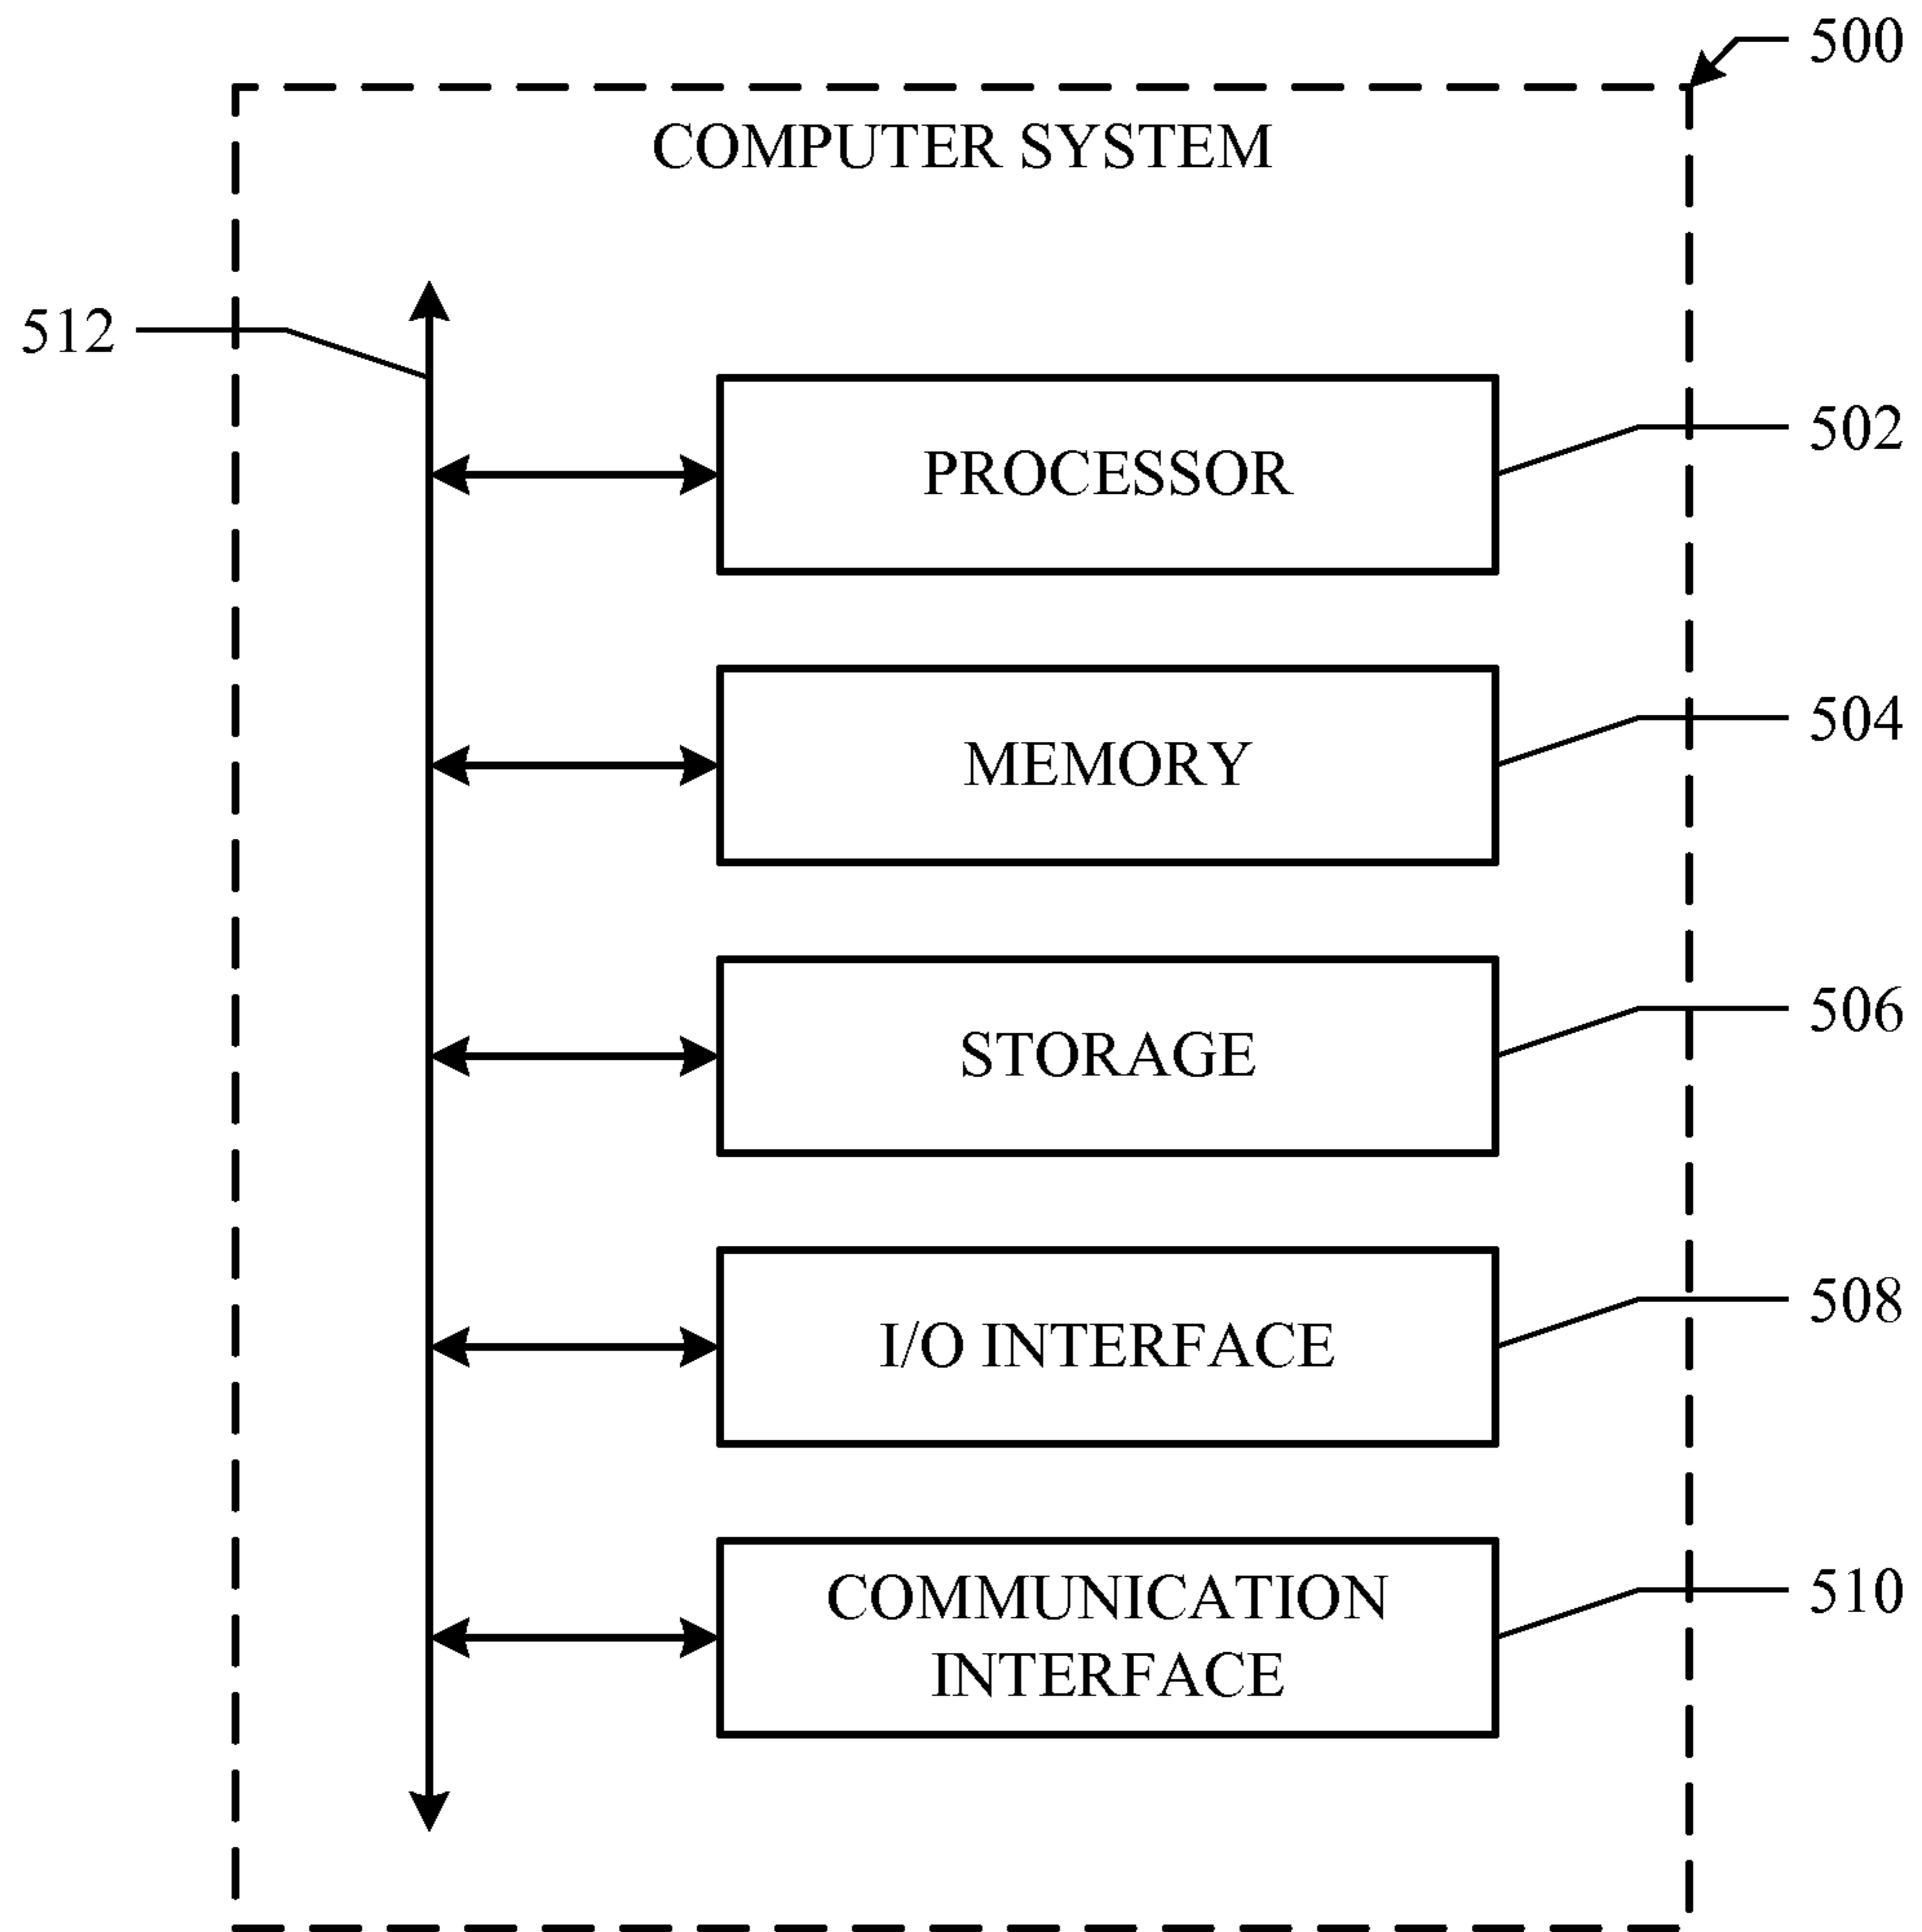 500
COMPUTER SYSTEM
512
502
PROCESSOR
504
MEMORY
506
STORAGE
508
I/O INTERFACE
510
COMMUNICATION
INTERFACE